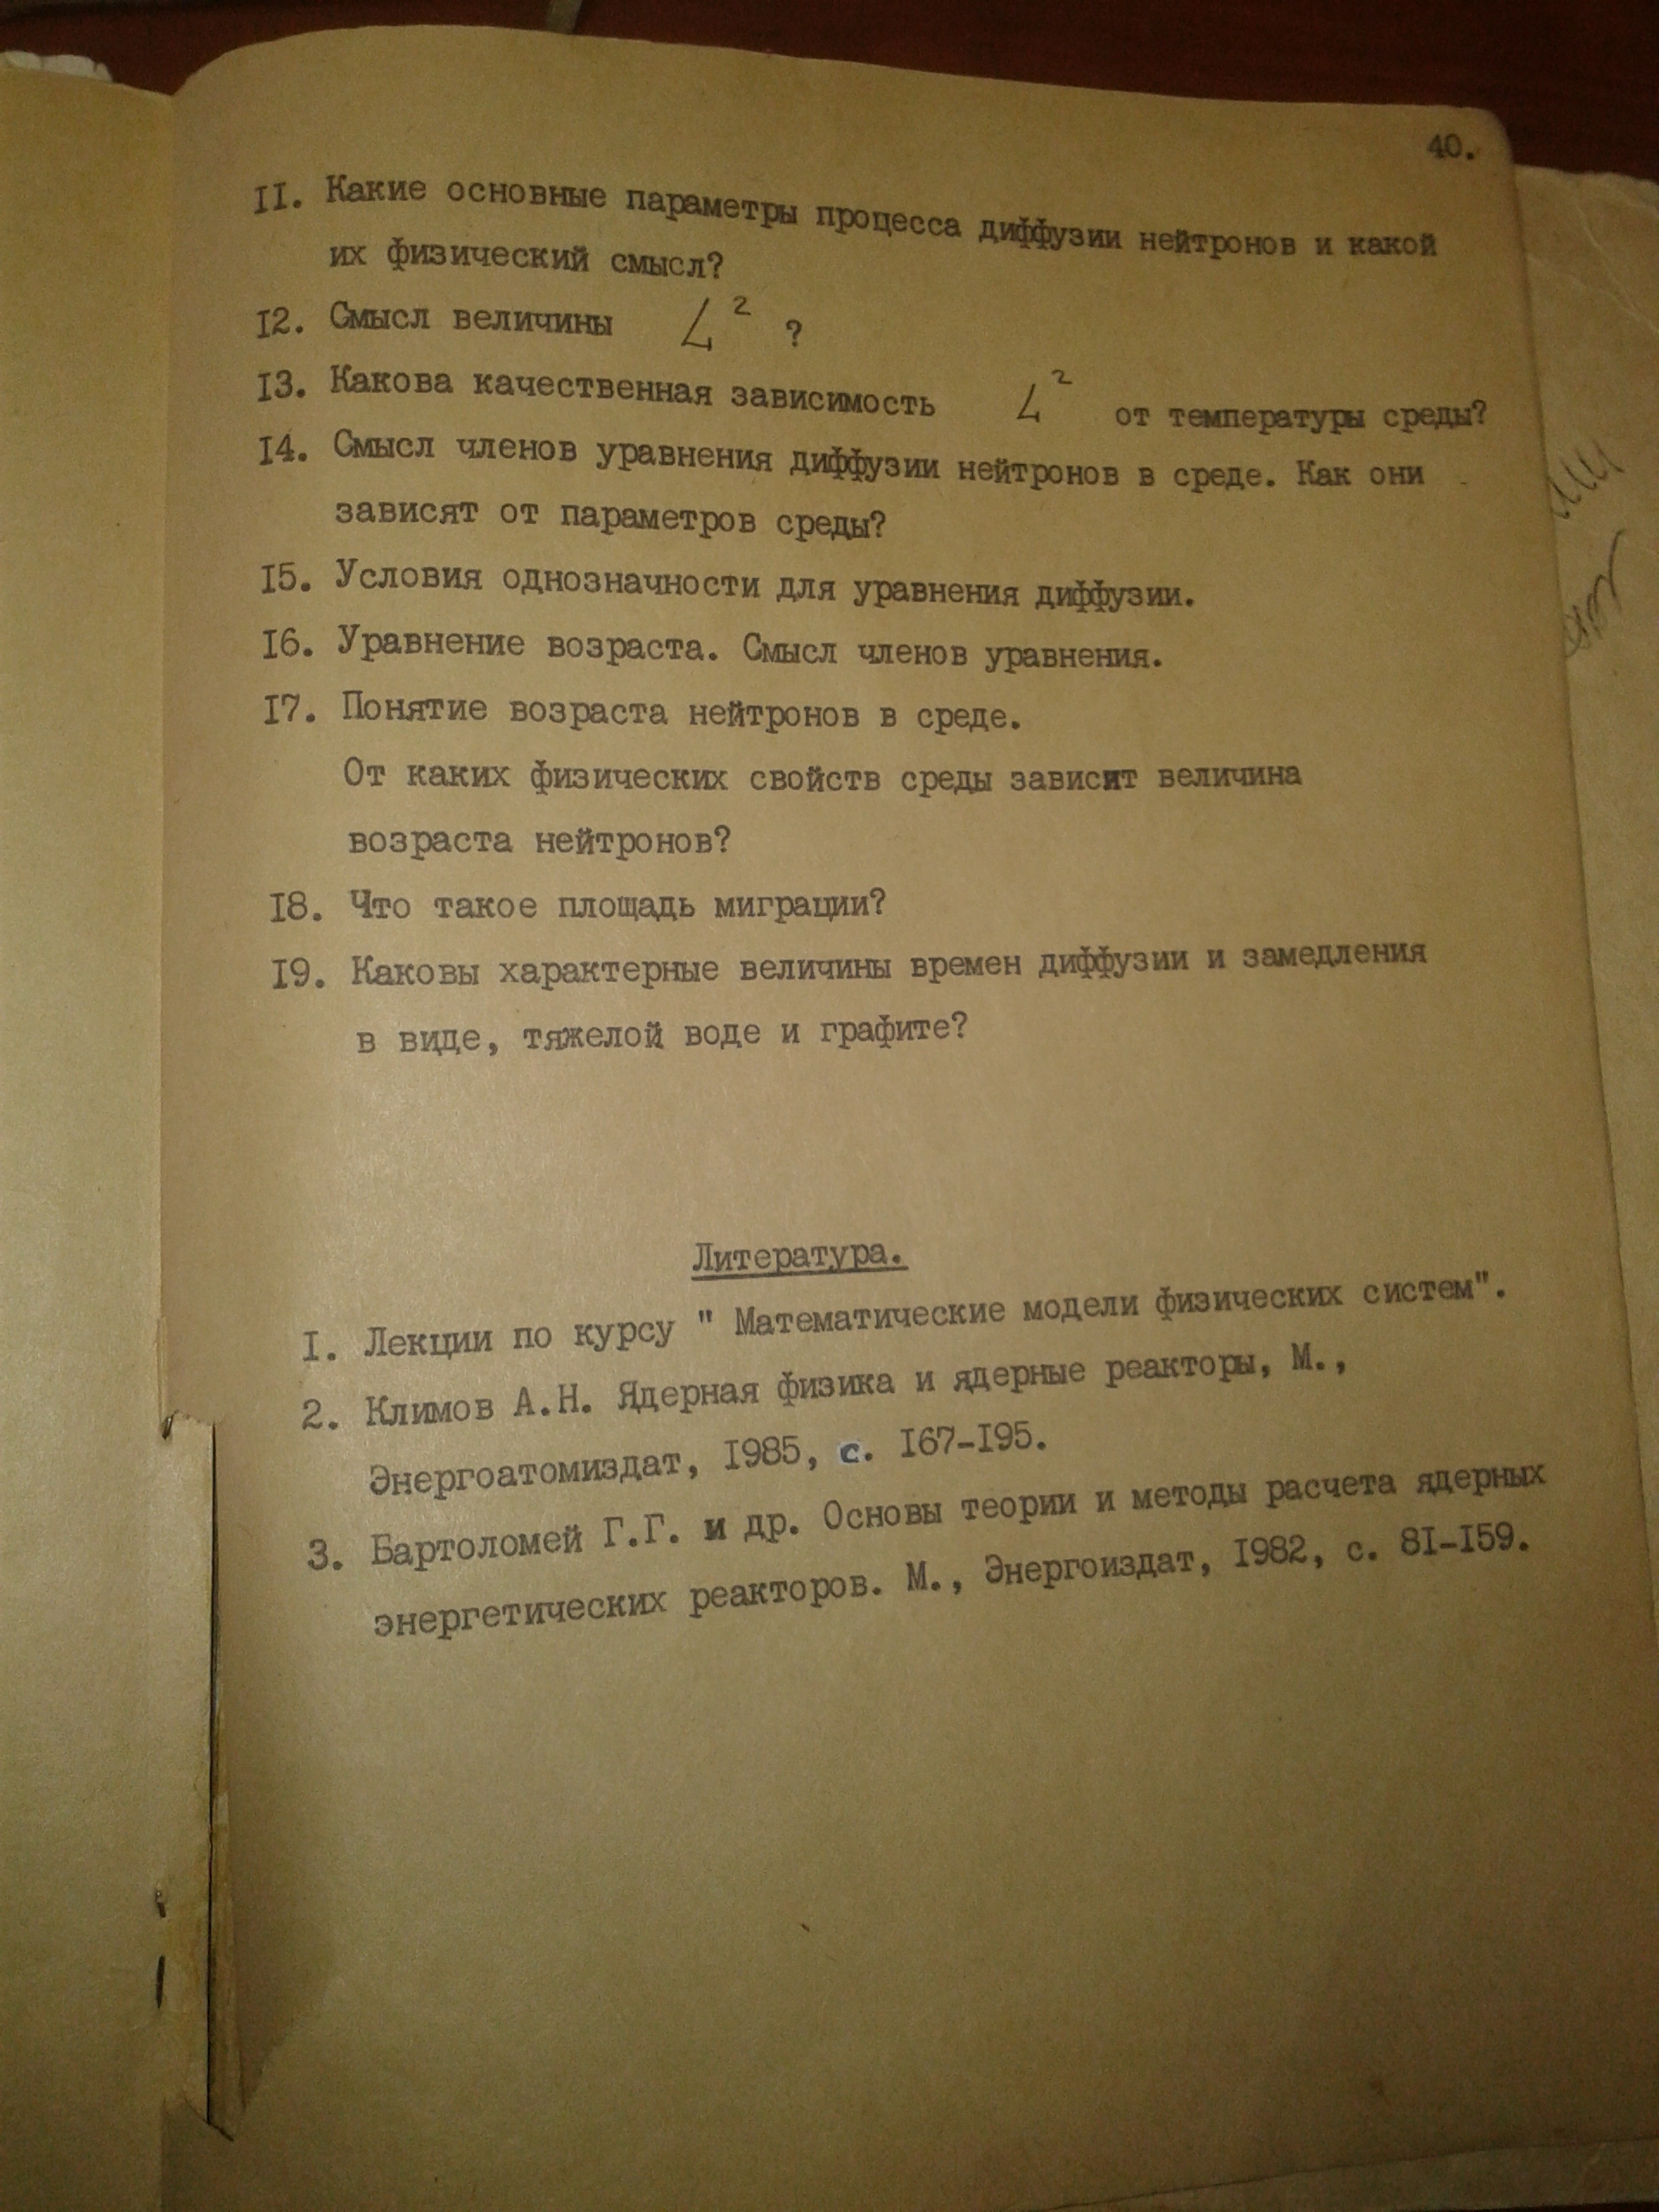 40.
II. Какие основные параметры процесса диффузии нейтронов и какой
их физический смысл?
I2. Смысл величины L² ?
I3. Какова качественная зависимость L² от температуры среды?
I4. Смысл членов уравнения диффузии нейтронов в среде. Как они
зависят от параметров среды?
I5. Условия однозначности для уравнения диффузии.
I6. Уравнение возраста. Смысл членов уравнения.
I7. Понятие возраста нейтронов в среде.
От каких физических свойств среды зависит величина
возраста нейтронов?
I8. Что такое площадь миграции?
I9. Каковы характерные величины времен диффузии и замедления
в виде, тяжелой воде и графите?
Литература.
I. Лекции по курсу " Математические модели физических систем".
2. Климов А.Н. Ядерная физика и ядерные реакторы, М.,
Энергоатомиздат, I985, с. I67-I95.
3. Бартоломей Г.Г. и др. Основы теории и методы расчета ядерных
энергетических реакторов. М., Энергоиздат, I982, с. 8I-I59.